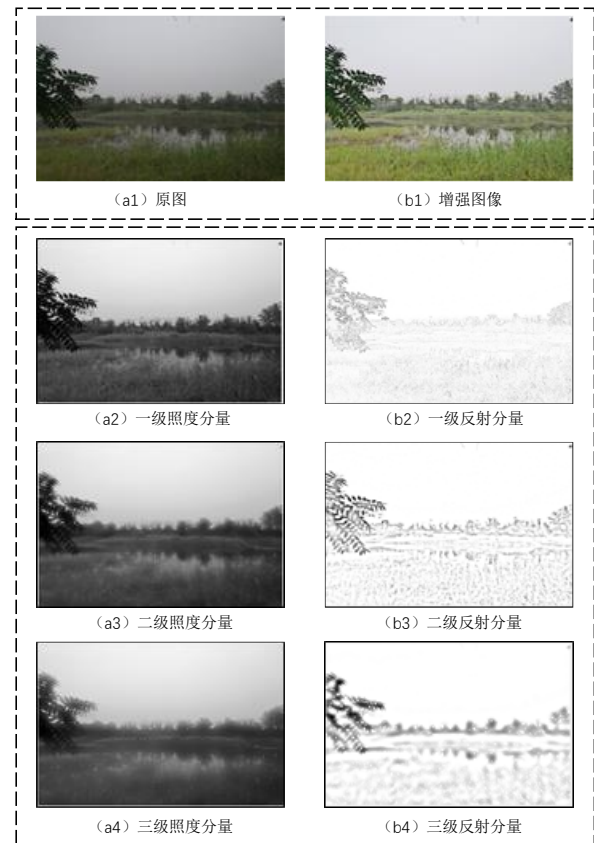 （a1）原图
（b1）增强图像
（a2）一级照度分量
（b2）一级反射分量
（a3）二级照度分量
（b3）二级反射分量
（a4）三级照度分量
（b4）三级反射分量